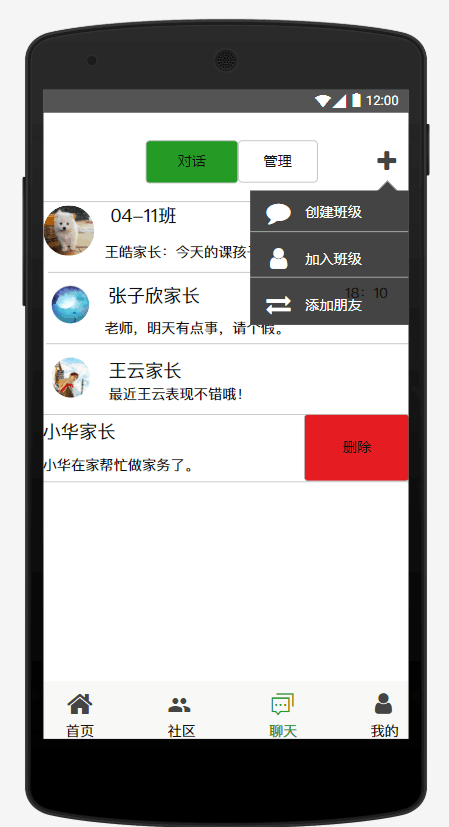 12:00
对话
管理
+
创建班级
加入班级
添加朋友
04-11班
王皓家长：今天的课孩
张子欣家长
18：10
老师，明天有点事，请个假。
王云家长
最近王云表现不错哦！
小华家长
小华在家帮忙做家务了。
删除
首页
社区
聊天
我的